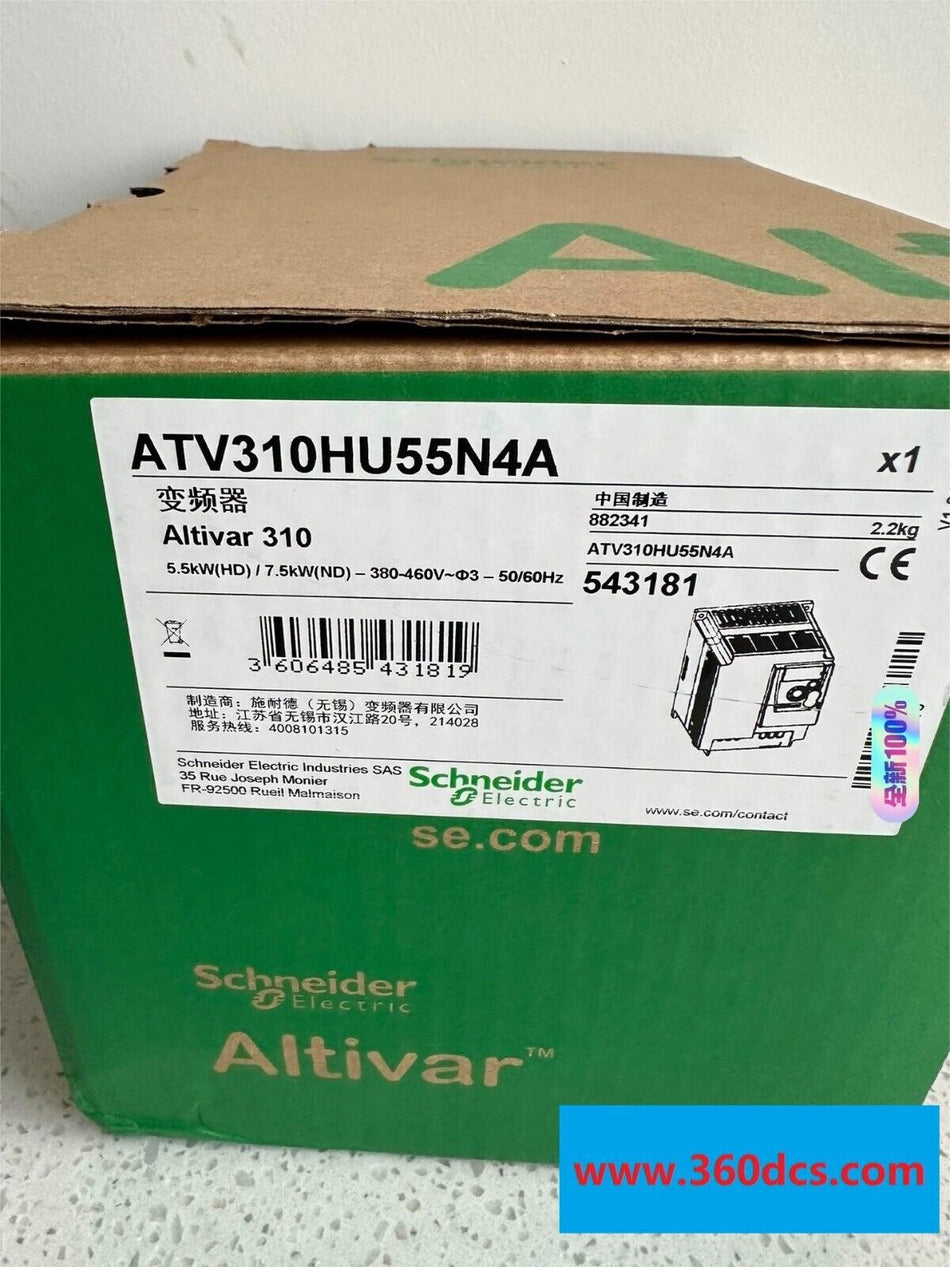 Schneider
Alti
ATV310HU55N4A
x1
变频器
Altivar 310
5.5kW(HD) / 7.5kW(ND) – 380-460V~Φ3 – 50/60Hz
中国制造
882341
2.2kg
ATV310HU55N4A
543181
CE
3 606485 431819
制造商: 施耐德（无锡）变频器有限公司
地址: 江苏省无锡市汉江路20号, 214028
服务热线: 4008101315
Schneider Electric Industries SAS
35 Rue Joseph Monier
FR-92500 Rueil Malmaison
Schneider
Electric
www.se.com/contact
全新100%
se.com
Schneider
Electric
Altivar™
www.360dcs.com